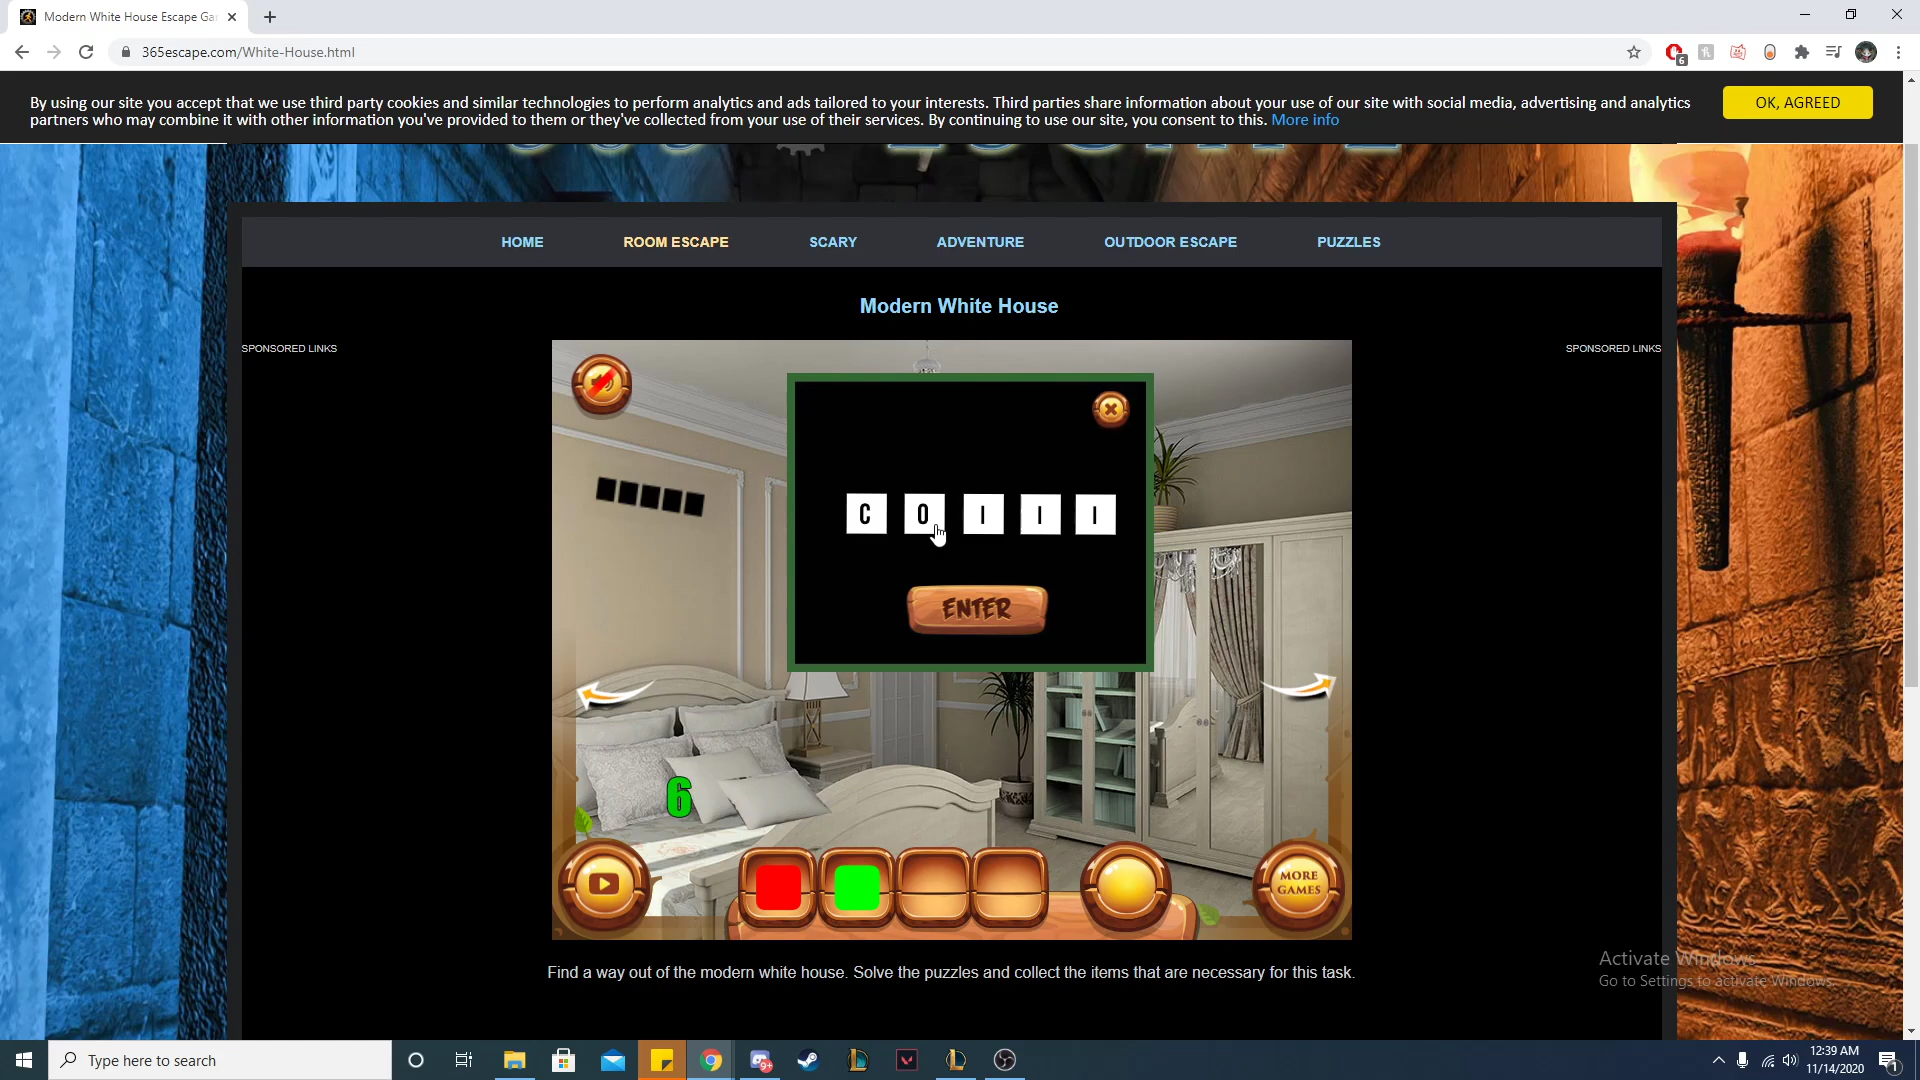 Modern White House Escape Ga
365escape.com/White-House.html
6
By using our site you accept that we use third party cookies and similar technologies to perform analytics and ads tailored to your interests. Third parties share information about your use of our site with social media, advertising and analytics
partners who may combine it with other information you've provided to them or they've collected from your use of their services. By continuing to use our site, you consent to this. More info
OK, AGREED
HOME ROOM ESCAPE SCARY ADVENTURE OUTDOOR ESCAPE PUZZLES
Modern White House
SPONSORED LINKS
SPONSORED LINKS
C O I I I
ENTER
6
MORE
GAMES
Find a way out of the modern white house. Solve the puzzles and collect the items that are necessary for this task.
Activate Windows
Go to Settings to activate Windows.
Type here to search
9+
12:39 AM
11/14/2020
1